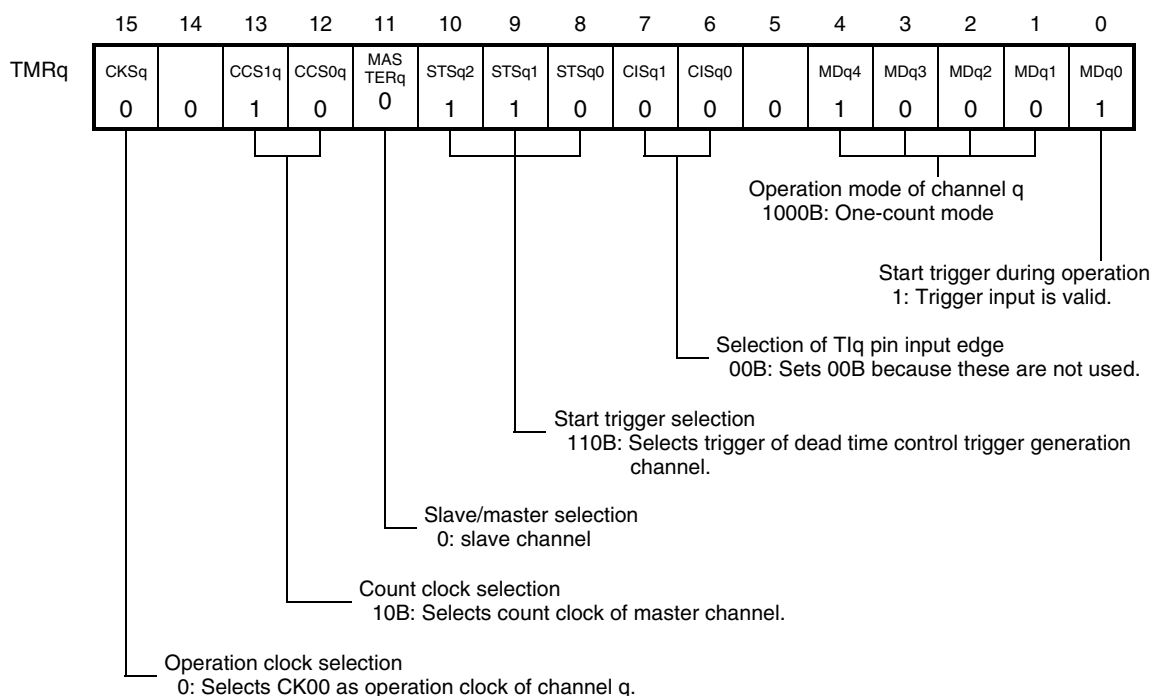 15 14 13 12 11 10 9 8 7 6 5 4 3 2 1 0
TMRq CKSq CCS1q CCS0q MAS TERq STSq2 STSq1 STSq0 CISq1 CISq0 MDq4 MDq3 MDq2 MDq1 MDq0
0 0 1 0 0 1 1 0 0 0 0 1 0 0 0 1
Operation mode of channel q
1000B: One-count mode
Start trigger during operation
1: Trigger input is valid.
Selection of TIq pin input edge
00B: Sets 00B because these are not used.
Start trigger selection
110B: Selects trigger of dead time control trigger generation
channel.
Slave/master selection
0: slave channel
Count clock selection
10B: Selects count clock of master channel.
Operation clock selection
0: Selects CK00 as operation clock of channel q.